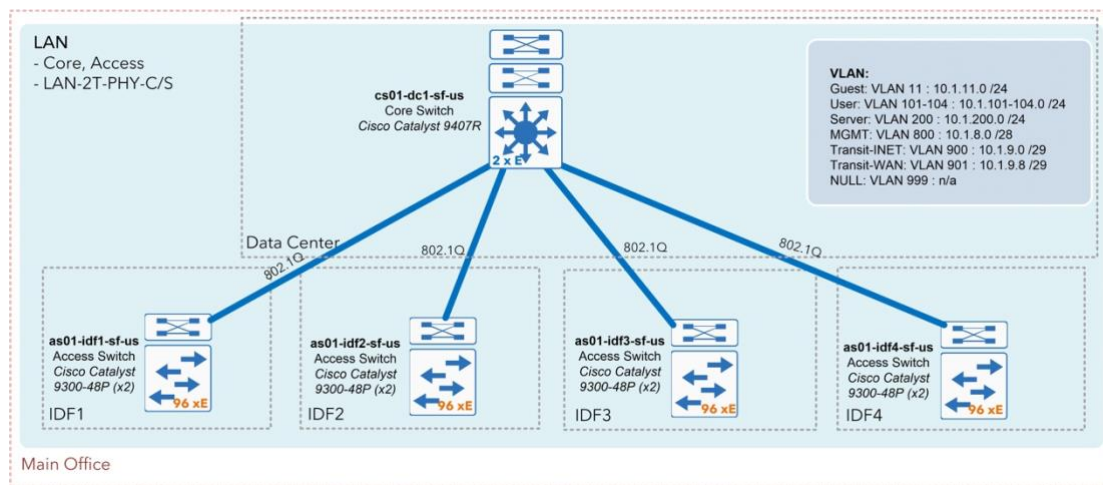 LAN
- Core, Access
- LAN-2T-PHY-C/S
cs01-dc1-sf-us
Core Switch
Cisco Catalyst 9407R
2 x E
VLAN:
Guest: VLAN 11 : 10.1.11.0 /24
User: VLAN 101-104 : 10.1.101-104.0 /24
Server: VLAN 200 : 10.1.200.0 /24
MGMT: VLAN 800 : 10.1.8.0 /28
Transit-INET: VLAN 900 : 10.1.9.0 /29
Transit-WAN: VLAN 901 : 10.1.9.8 /29
NULL: VLAN 999 : n/a
Data Center
802.1Q
802.1Q
802.1Q
802.1Q
as01-idf1-sf-us
Access Switch
Cisco Catalyst
9300-48P (x2)
96 xE
IDF1
as01-idf2-sf-us
Access Switch
Cisco Catalyst
9300-48P (x2)
96 xE
IDF2
as01-idf3-sf-us
Access Switch
Cisco Catalyst
9300-48P (x2)
96 xE
IDF3
as01-idf4-sf-us
Access Switch
Cisco Catalyst
9300-48P (x2)
96 xE
IDF4
Main Office